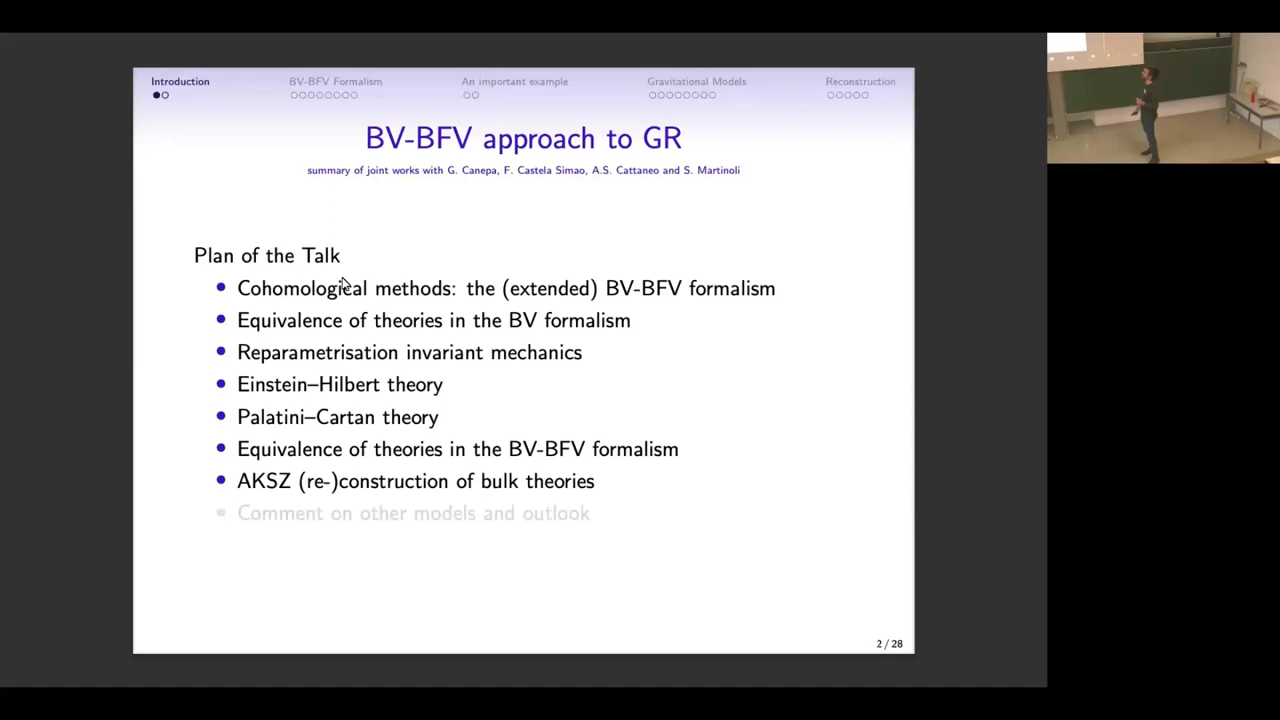 Introduction
BV-BFV Formalism
An important example
Gravitational Models
Reconstruction
BV-BFV approach to GR
summary of joint works with G. Canepa, F. Castela Simao, A.S. Cattaneo and S. Martinoli
Plan of the Talk
Cohomological methods: the (extended) BV-BFV formalism
Equivalence of theories in the BV formalism
Reparametrisation invariant mechanics
Einstein–Hilbert theory
Palatini–Cartan theory
Equivalence of theories in the BV-BFV formalism
AKSZ (re-)construction of bulk theories
Comment on other models and outlook
2 / 28